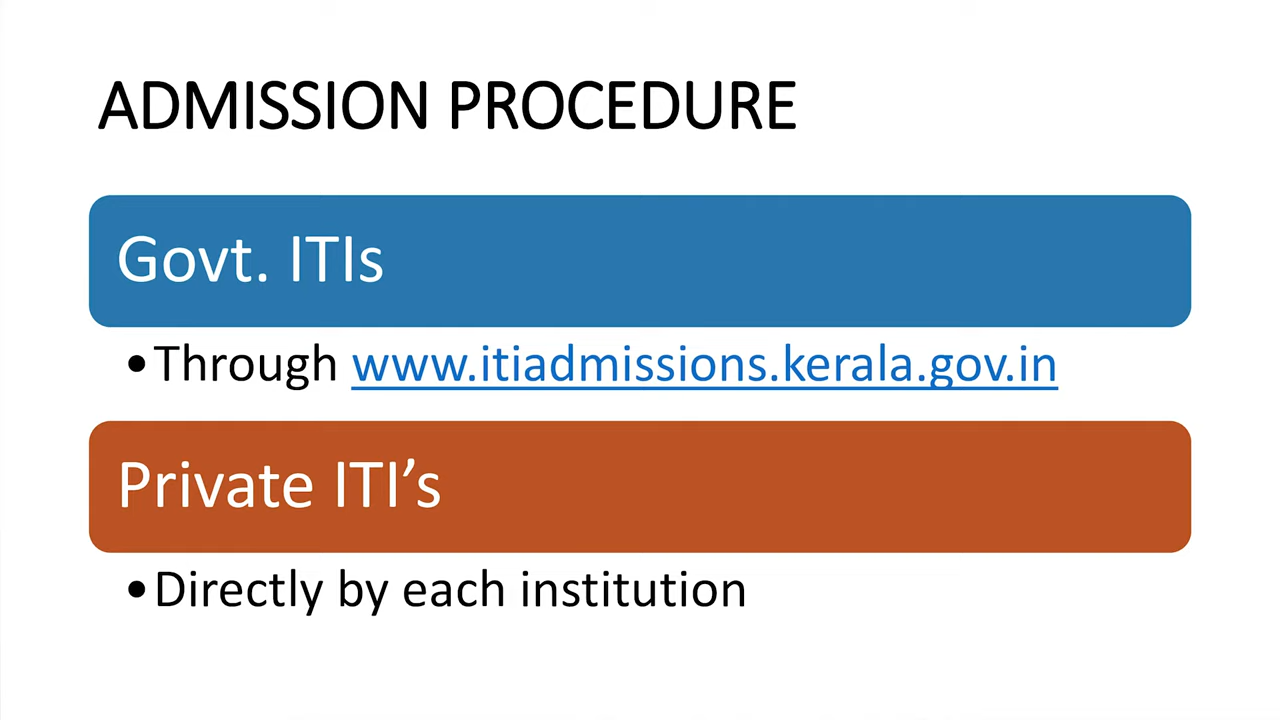 ADMISSION PROCEDURE
Govt. ITIs
•Through www.itiadmissions.kerala.gov.in
Private ITI’s
•Directly by each institution